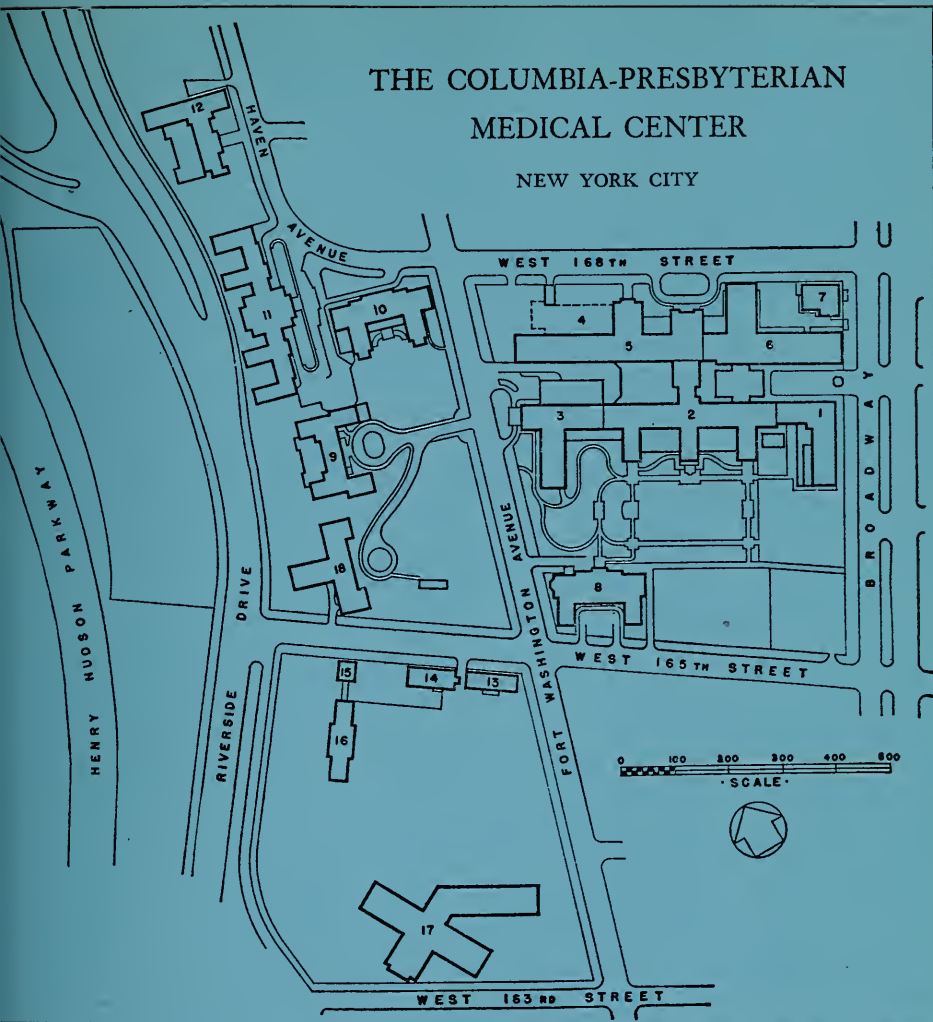 THE COLUMBIA-PRESBYTERIAN
MEDICAL CENTER
NEW YORK CITY
12
HAVEN
AVENUE
WEST 168TH STREET
7
11
10
4
5
6
3
2
1
9
BROADWAY
HENRY HUDSON PARKWAY
18
8
DRIVE
RIVERSIDE
FORT WASHINGTON
AVENUE
WEST 165TH STREET
15
14
13
16
0 100 200 300 400 500
·SCALE·
17
WEST 163RD STREET